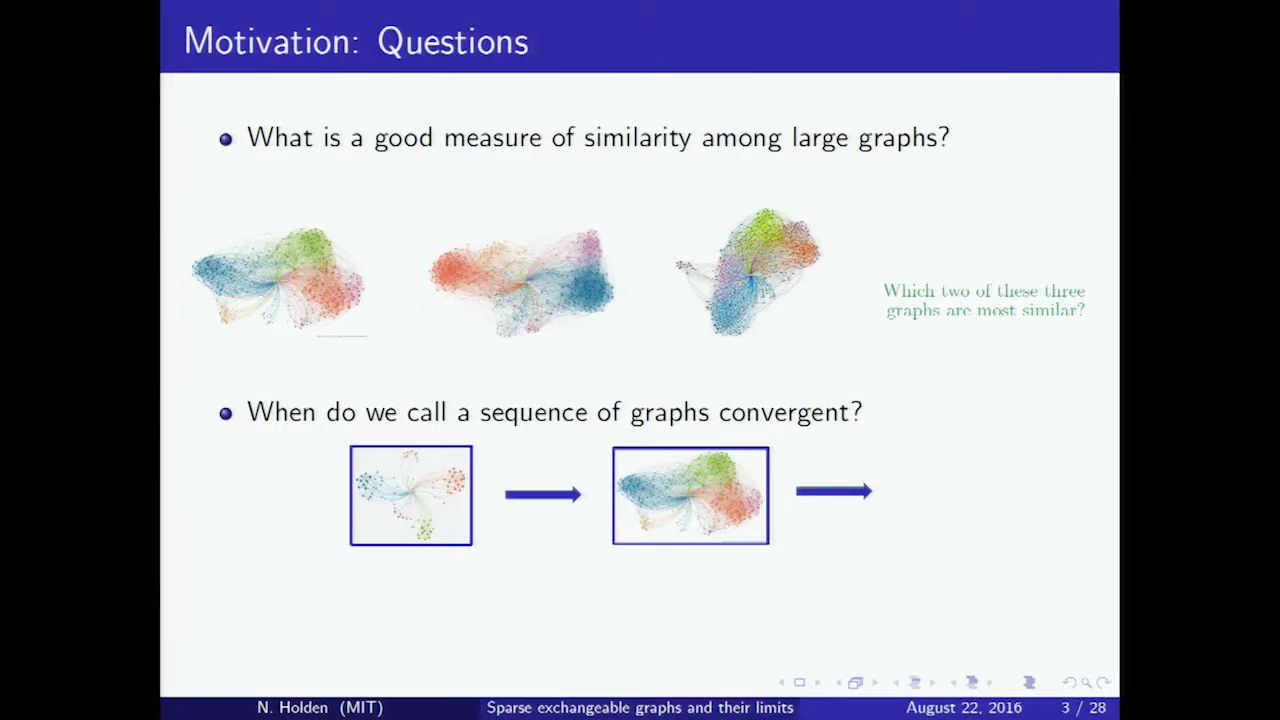 Motivation: Questions
What is a good measure of similarity among large graphs?
Which two of these three
graphs are most similar?
When do we call a sequence of graphs convergent?
N. Holden (MIT) Sparse exchangeable graphs and their limits August 22, 2016 3 / 28